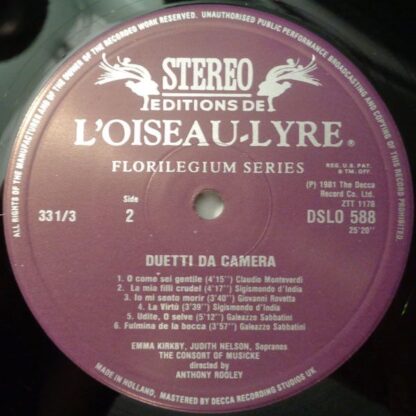 ALL RIGHTS OF THE MANUFACTURER AND OF THE OWNER OF THE RECORDED WORK RESERVED. UNAUTHORISED PUBLIC PERFORMANCE BROADCASTING AND COPYING OF THIS RECORD PROHIBITED.
STEREO
EDITIONS DE
L'OISEAU-LYRE®
FLORILEGIUM SERIES
REG. U.S. PAT.
& TM. OFF.
(P) 1981 The Decca
Record Co. Ltd.
ZTT 1178
33 1/3
Side
2
DSLO 588
25'20"
DUETTI DA CAMERA
1. O come sei gentile (4'15") Claudio Monteverdi
2. La mie filli crudel (4'17") Sigismondo d'India
3. Io mi sento morir (3'40") Giovanni Rovetta
4. La Virtù (3'39") Sigismondo d'India
5. Udite, O selve (5'12") Galeazzo Sabbatini
6. Fulmina de la bocca (3'57") Galeazzo Sabbatini
EMMA KIRKBY, JUDITH NELSON, Sopranos
THE CONSORT OF MUSICKE
directed by
ANTHONY ROOLEY
MADE IN HOLLAND. MASTERED BY DECCA RECORDING STUDIOS UK